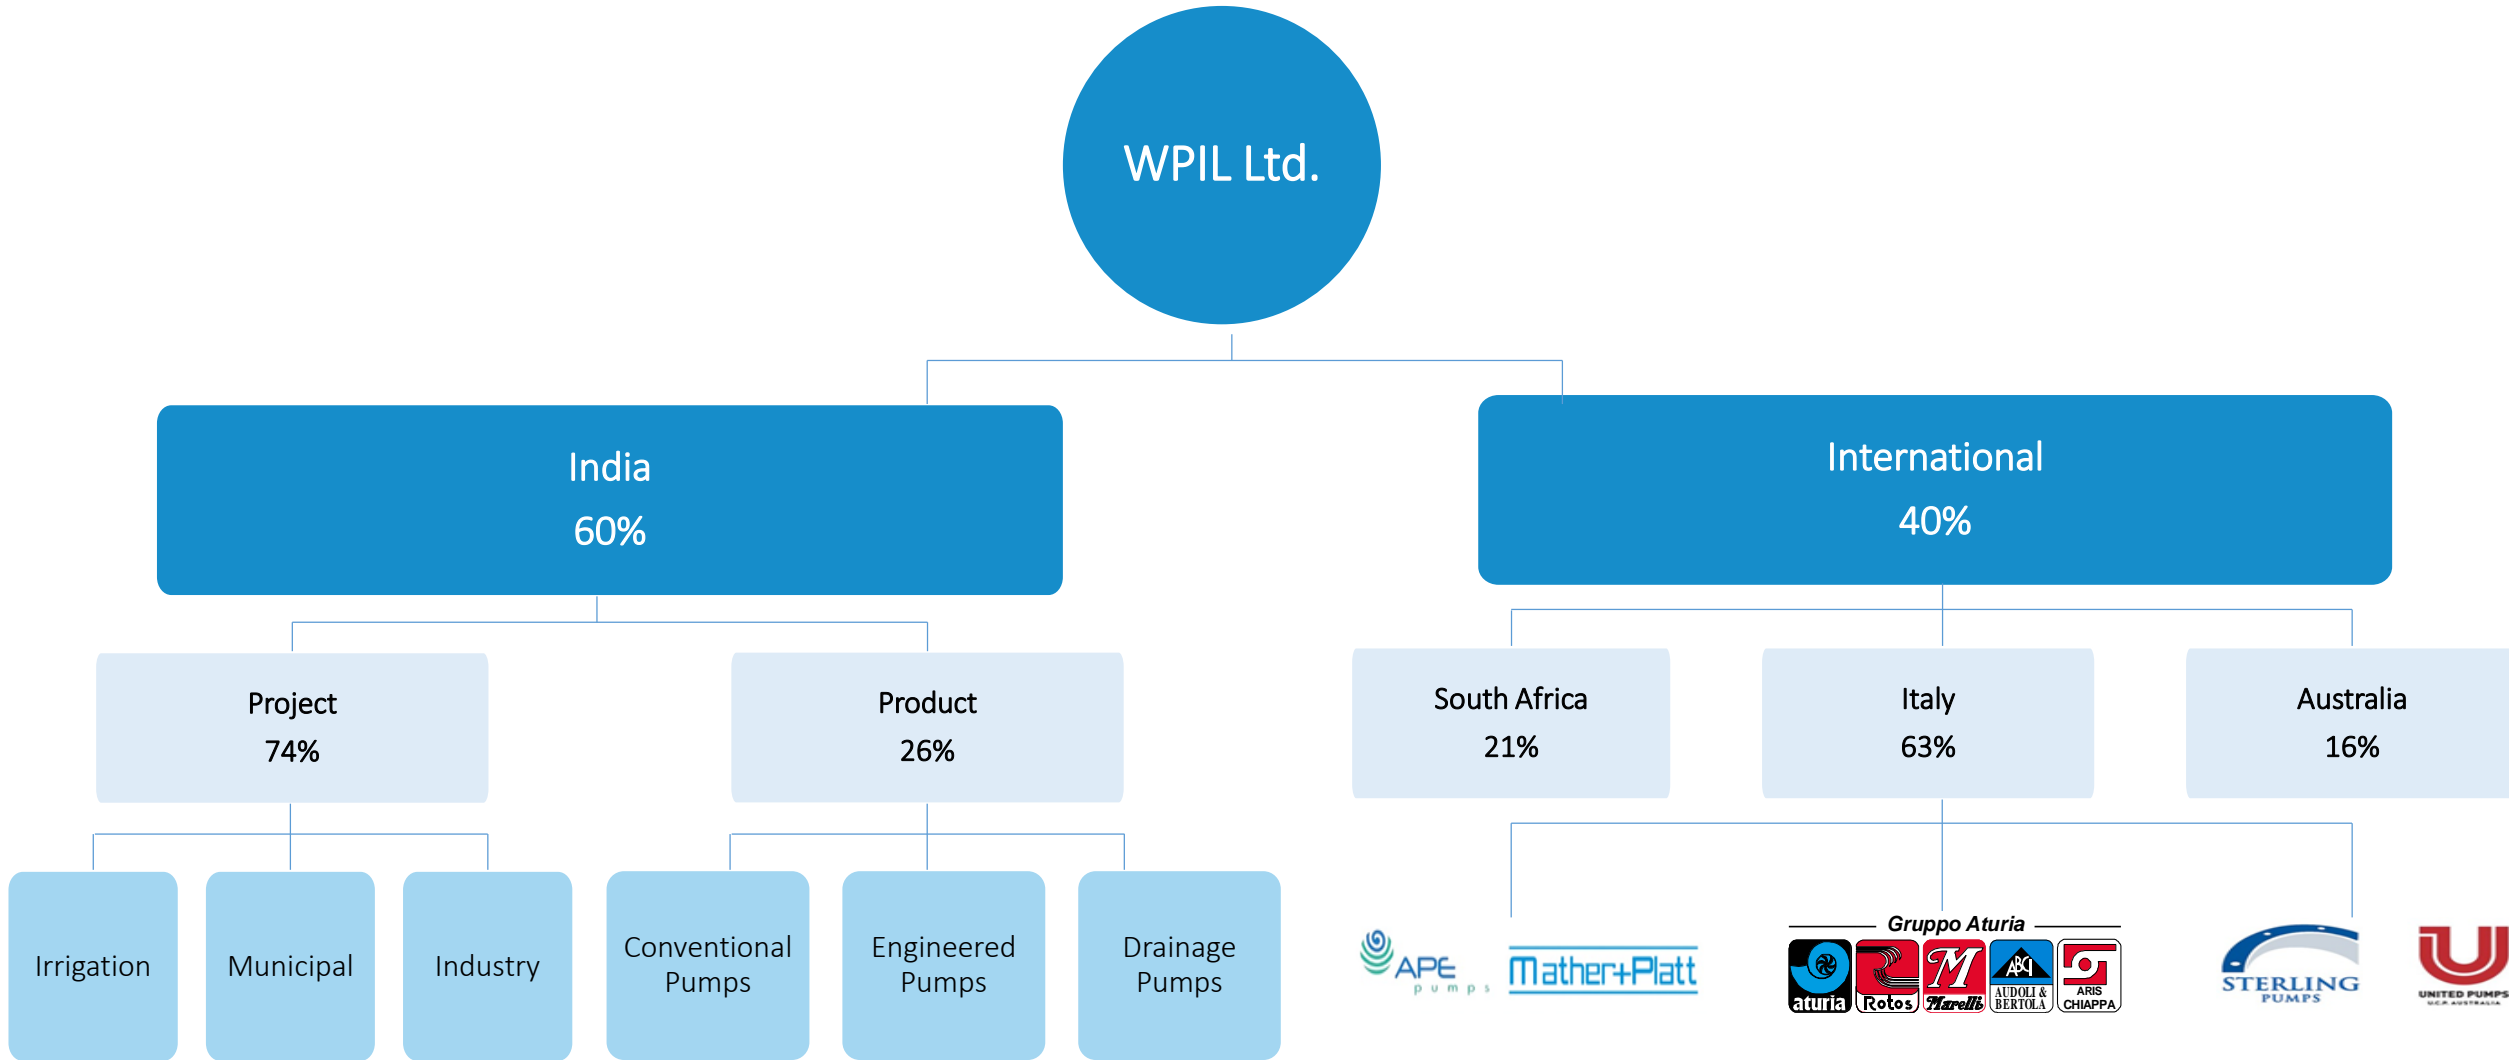 WPIL Ltd.
India
60%
International
40%
Project
74%
Product
26%
South Africa
21%
Italy
63%
Australia
16%
Irrigation
Municipal
Industry
Conventional
Pumps
Engineered
Pumps
Drainage
Pumps
APE
pumps
Mather+Platt
Gruppo Aturia
aturia
Rotos
M
Marelli
ABQ
AUDOLI &
BERTOLA
ARIS
CHIAPPA
STERLING
PUMPS
UNITED PUMPS
U.C.P. AUSTRALIA